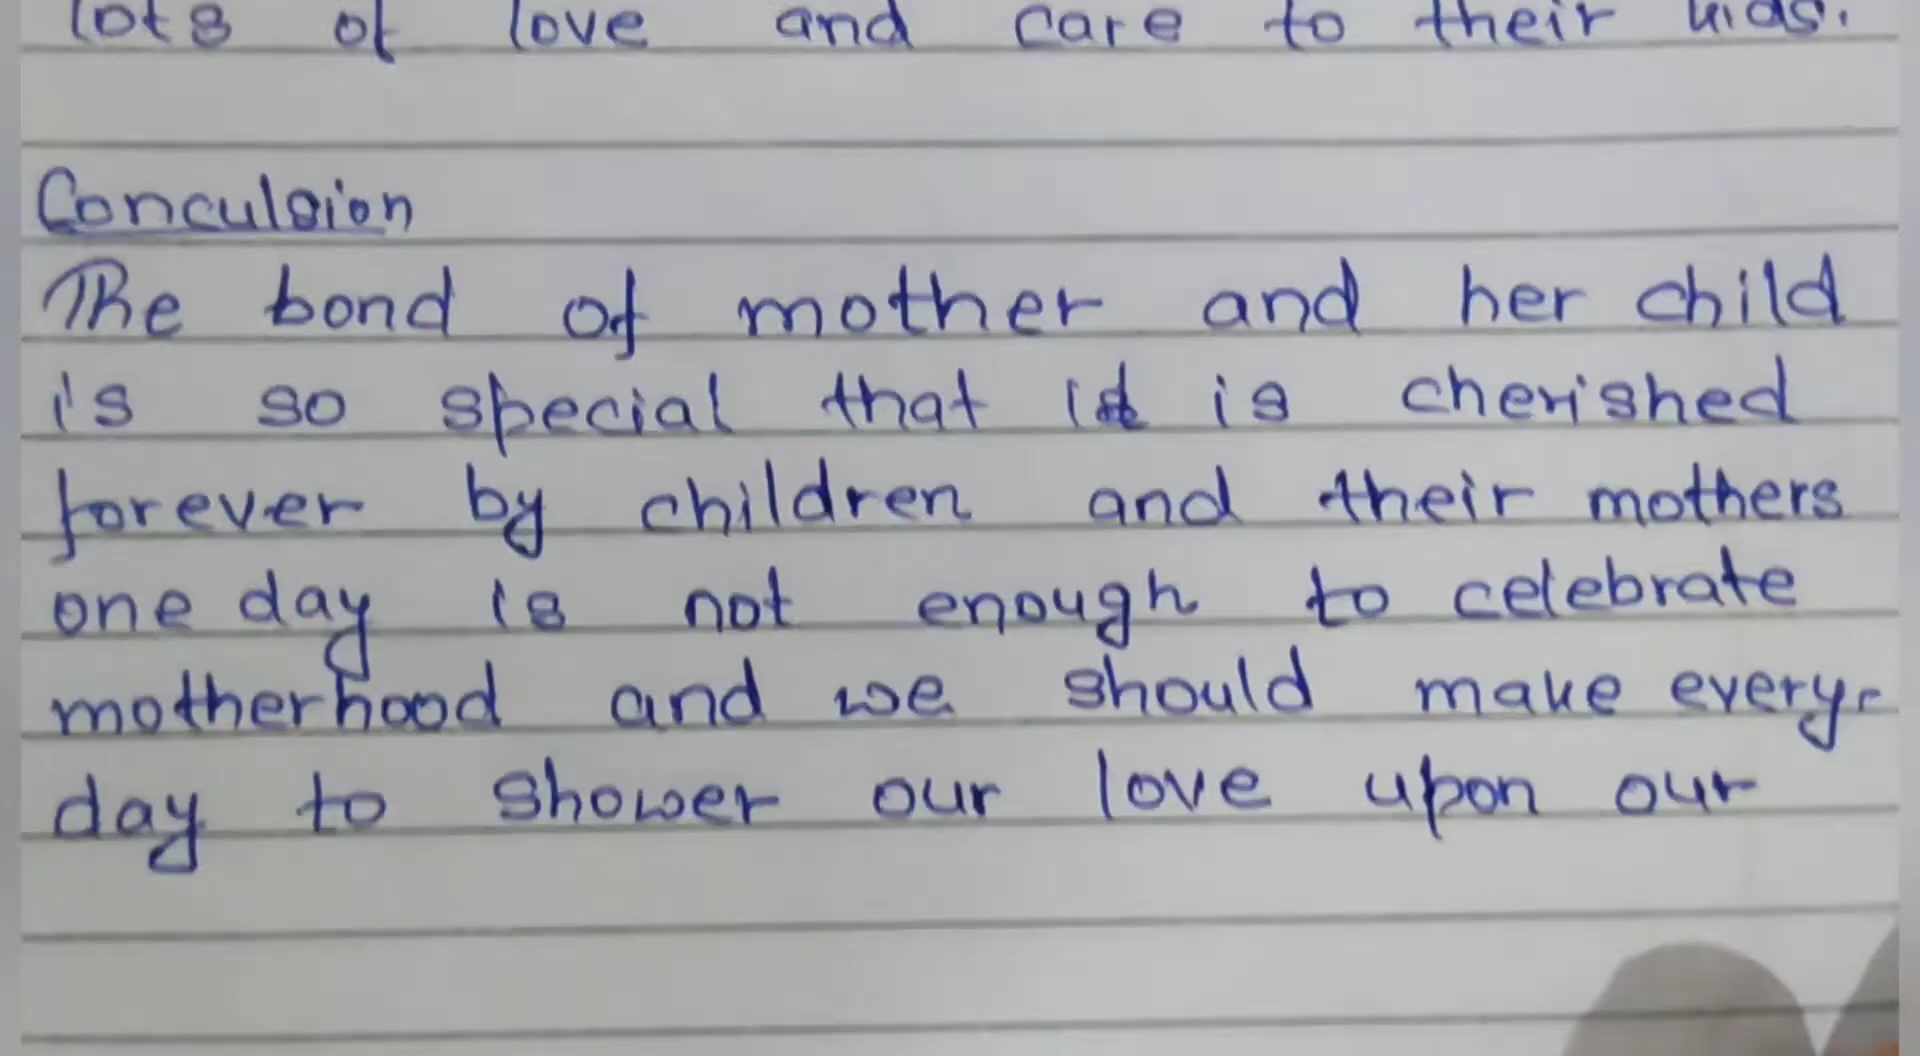 lots of love and care to their kids.
Conculsion
The bond of mother and her child
is so special that it is cherished
forever by children and their mothers
one day is not enough to celebrate
motherhood and we should make every-
day to shower our love upon our